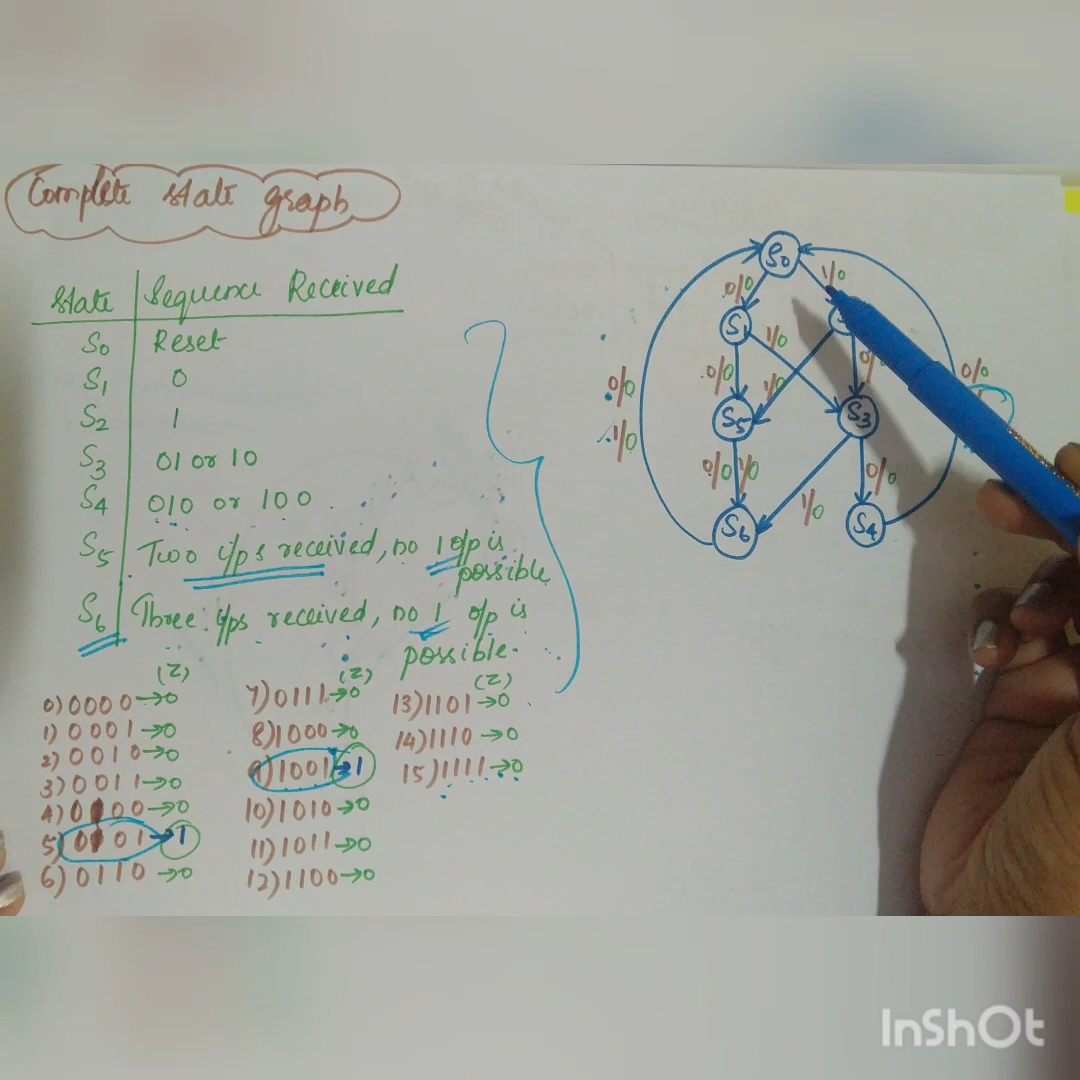 Complete state graph
State Sequence Received
S0 Reset
S1 0
S2 1
S3 01 or 10
S4 010 or 100
S5 Two i/ps received, no 1 o/p is
possible
S6 Three i/ps received, no 1 o/p is
possible.
(Z)
0) 0000→0
1) 0001→0
2) 0010→0
3) 0011→0
4) 0100→0
5) 0101→1
6) 0110→0
(Z)
7) 0111→0
8) 1000→0
9) 1001→1
10) 1010→0
11) 1011→0
12) 1100→0
(Z)
13) 1101→0
14) 1110→0
15) 1111→0
S0
0/0 1/0
S1
1/0
0/0 1/0 0/0
0/0
1/0
0/0
S5 S3
0/0 1/0
1/0 0/0
S6 S4
InShOt